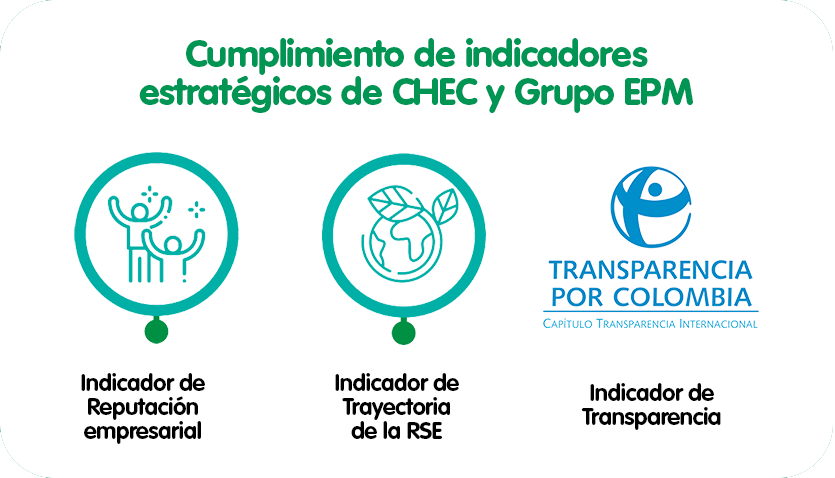 Cumplimiento de indicadores
estratégicos de CHEC y Grupo EPM
TRANSPARENCIA
POR COLOMBIA
CAPÍTULO TRANSPARENCIA INTERNACIONAL
Indicador de
Reputación
empresarial
Indicador de
Trayectoria
de la RSE
Indicador de
Transparencia